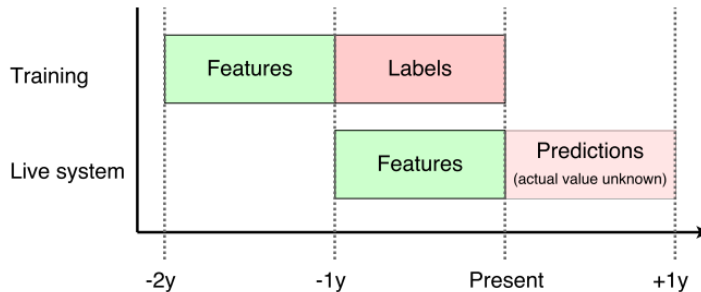 Training
Features
Labels
Live system
Features
Predictions
(actual value unknown)
-2y
-1y
Present
+1y